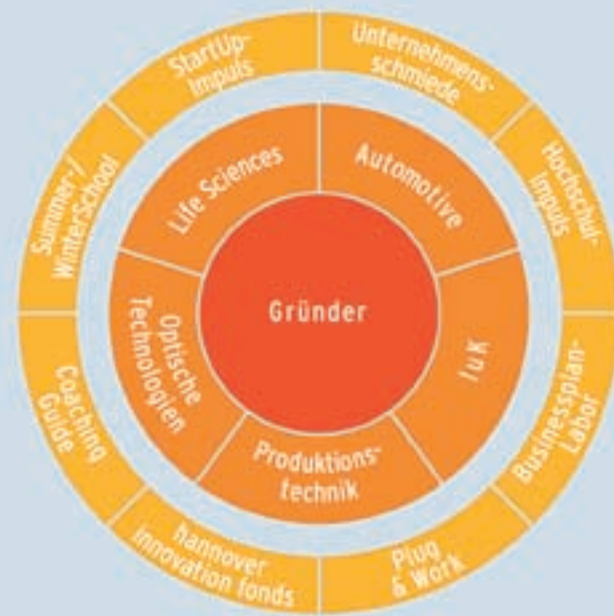 StartUp-
Impuls
Unternehmens-
schmiede
Hochschul-
Impuls
Businessplan-
Labor
Plug
& Work
hannover
innovation fonds
Coaching
Guide
Summer-/
WinterSchool
Life Sciences
Automotive
IuK
Produktions-
technik
Optische
Technologien
Gründer